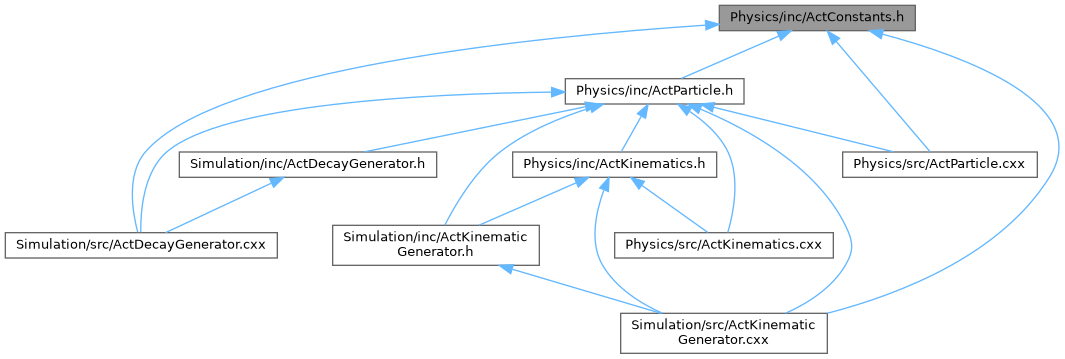 Physics/inc/ActConstants.h
Physics/inc/ActParticle.h
Simulation/inc/ActDecayGenerator.h
Physics/inc/ActKinematics.h
Physics/src/ActParticle.cxx
Simulation/src/ActDecayGenerator.cxx
Simulation/inc/ActKinematic
Generator.h
Physics/src/ActKinematics.cxx
Simulation/src/ActKinematic
Generator.cxx